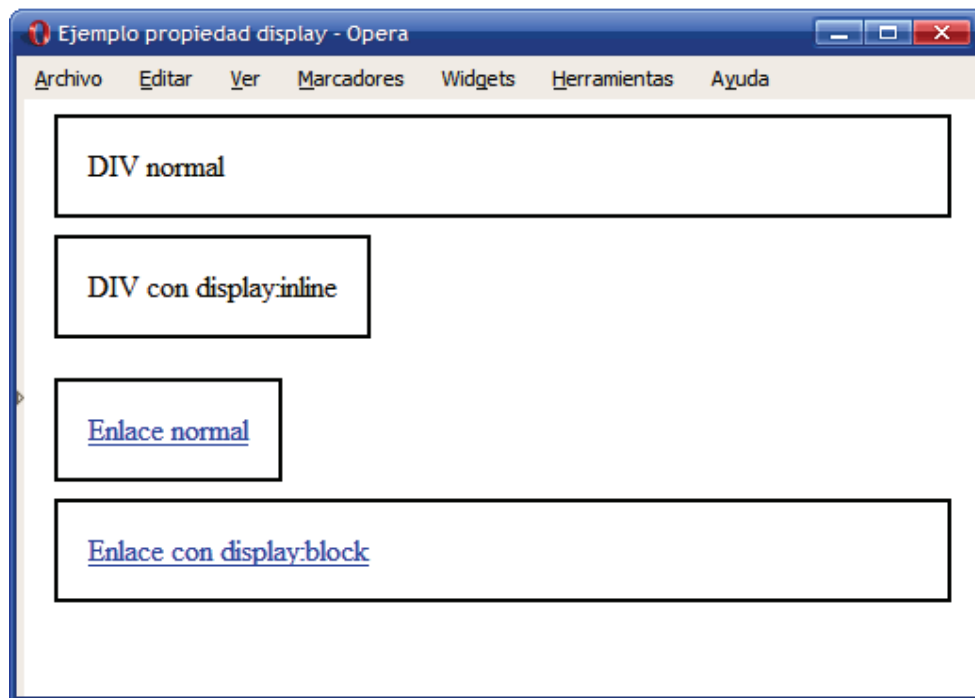 Ejemplo propiedad display - Opera
Archivo Editar Ver Marcadores Widgets Herramientas Ayuda
DIV normal
DIV con display:inline
Enlace normal
Enlace con display:block